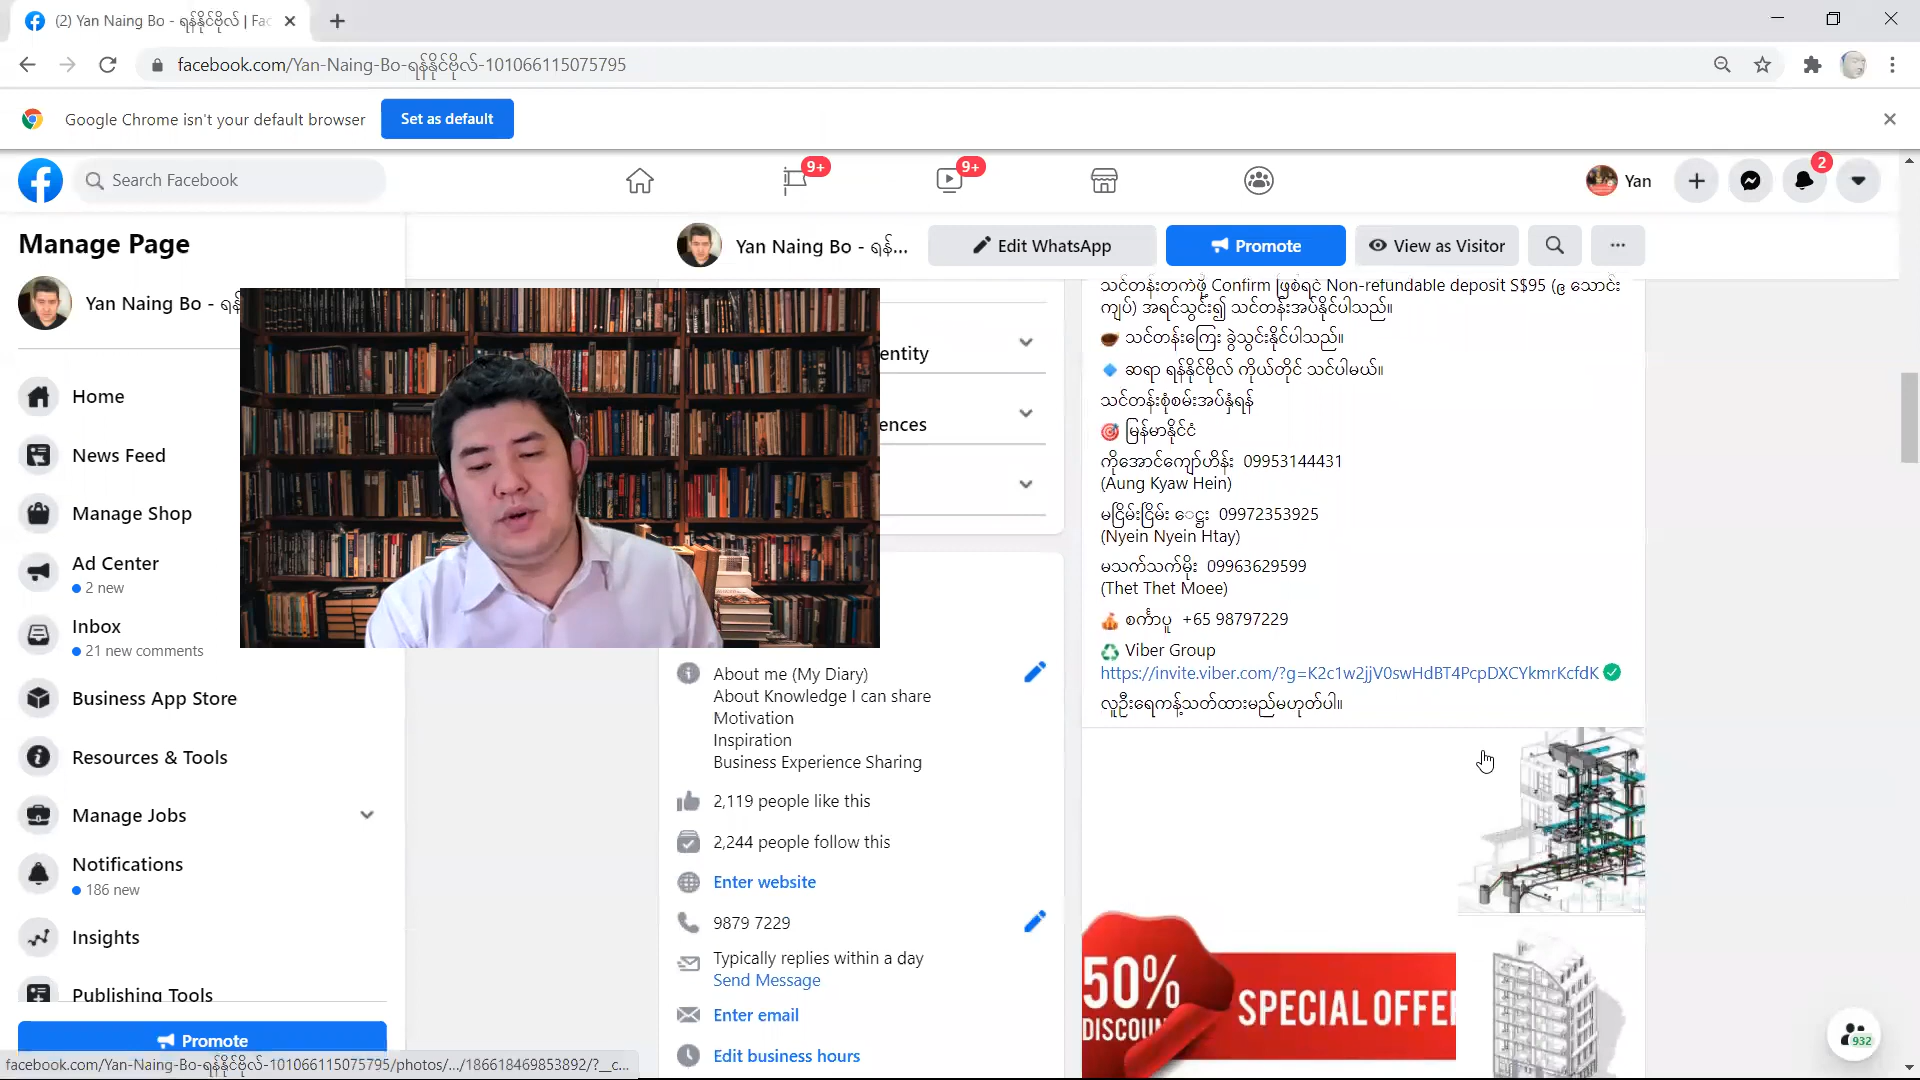 (2) Yan Naing Bo - ရန်နိုင်ဗိုလ် | Fac
facebook.com/Yan-Naing-Bo-ရန်နိုင်ဗိုလ်-101066115075795
Google Chrome isn't your default browser
Set as default
Search Facebook
9+
9+
Yan
2
Manage Page
Yan Naing Bo - ရန်...
Edit WhatsApp
Promote
View as Visitor
Yan Naing Bo - ရန်
Home
News Feed
Manage Shop
Ad Center
2 new
Inbox
21 new comments
Business App Store
Resources & Tools
Manage Jobs
Notifications
186 new
Insights
Publishing Tools
Promote
entity
ences
About me (My Diary)
About Knowledge I can share
Motivation
Inspiration
Business Experience Sharing
2,119 people like this
2,244 people follow this
Enter website
9879 7229
Typically replies within a day
Send Message
Enter email
Edit business hours
သင်တန်းတက်ဖို့ Confirm ဖြစ်ရင် Non-refundable deposit S$95 (၉ သောင်း
ကျပ်) အရင်သွင်း၍ သင်တန်းအပ်နိုင်ပါသည်။
သင်တန်းကြေး ခွဲသွင်းနိုင်ပါသည်။
ဆရာ ရန်နိုင်ဗိုလ် ကိုယ်တိုင် သင်ပါမယ်။
သင်တန်းစုံစမ်းအပ်နှံရန်
မြန်မာနိုင်ငံ
ကိုအောင်ကျော်ဟိန်း 09953144431
(Aung Kyaw Hein)
မငြိမ်းငြိမ်း ဌေး 09972353925
(Nyein Nyein Htay)
မသက်သက်မိုး 09963629599
(Thet Thet Moee)
စင်္ကာပူ +65 98797229
Viber Group
https://invite.viber.com/?g=K2c1w2jjV0swHdBT4PcpDXCYkmrKcfdK
လူဦးရေကန့်သတ်ထားမည်မဟုတ်ပါ။
50%
DISCOUN
SPECIAL OFFER
932
facebook.com/Yan-Naing-Bo-ရန်နိုင်ဗိုလ်-101066115075795/photos/.../186618469853892/?__c...